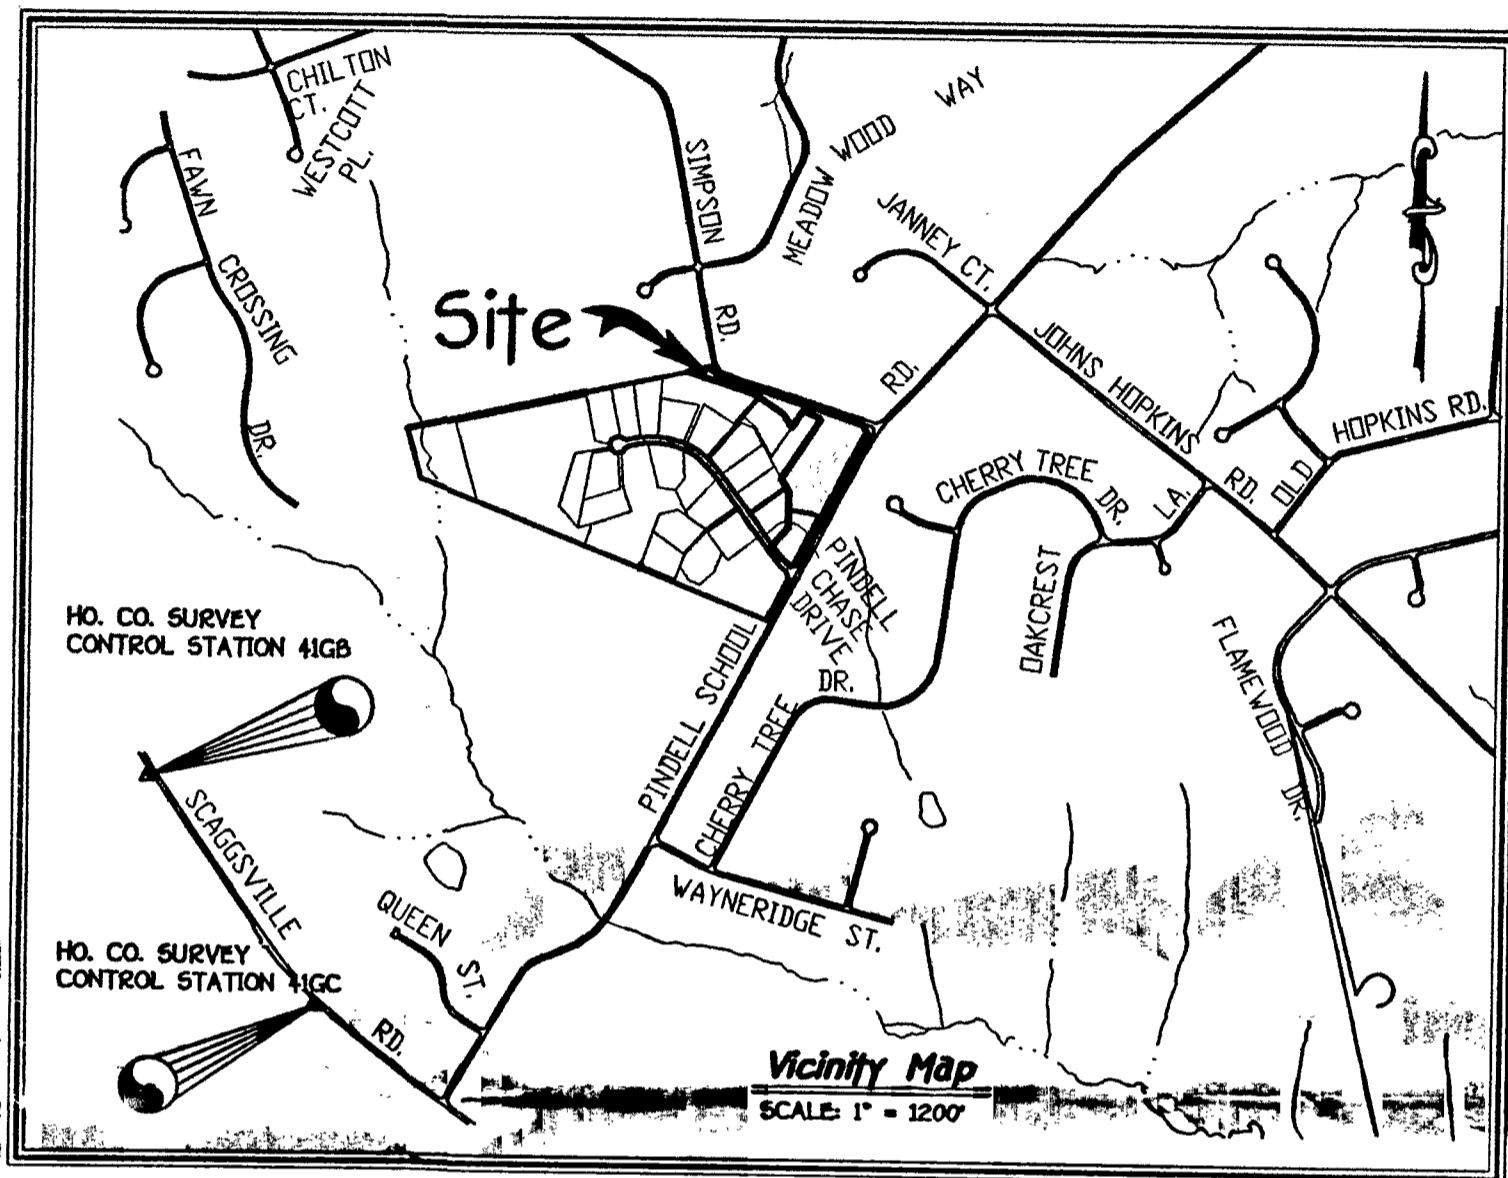 CHILTON
CT.
WESTCOTT
PL.
FAWN
CROSSING
DR.
SIMPSON
RD.
MEADOW WOOD WAY
JANNEY CT.
Site
RD.
JOHNS HOPKINS
RD.
OLD
HOPKINS RD.
CHERRY TREE
DR.
LA.
OAKCREST
PINDELL
CHASE
DRIVE
HO. CO. SURVEY
CONTROL STATION 41GB
PINDELL SCHOOL
CHERRY TREE
DR.
FLAMEWOOD
DR.
SCAGGSVILLE
RD.
QUEEN
ST.
WAYNERIDGE ST.
HO. CO. SURVEY
CONTROL STATION 41GC
Vicinity Map
SCALE: 1" = 1200'